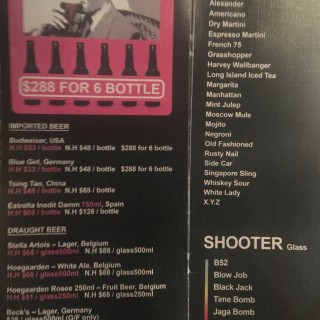 $288 FOR 6 BOTTLE
IMPORTED BEER
Budweiser, USA
H.H $33 / bottle N.H $48 / bottle $288 for 6 bottle
Blue Girl, Germany
H.H $33 / bottle N.H $48 / bottle $288 for 6 bottle
Tsing Tao, China
N.H $48 / bottle
Estrella Inedit Damm 750ml, Spain
H.H / bottle N.H $128 / bottle
DRAUGHT BEER
Stella Artois – Lager, Belgium
H.H / glass500ml N.H $88 / glass500ml
Hoegaarden – White Ale, Belgium
H.H / glass500ml N.H $88 / glass500ml
Hoegaarden Rosee 250ml – Fruit Beer, Belgium
H.H $51 / glass250ml N.H $68 / glass250ml
Beck's – Lager, Germany
/ glass500ml (G/F only)
Alexander
Americano
Dry Martini
Espresso Martini
French 75
Grasshopper
Harvey Wallbanger
Long Island Iced Tea
Margarita
Manhattan
Mint Julep
Moscow Mule
Mojito
Negroni
Old Fashioned
Rusty Nail
Side Car
Singapore Sling
Whiskey Sour
White Lady
X.Y.Z
SHOOTER Glass
B52
Blow Job
Black Jack
Time Bomb
Jaga Bomb